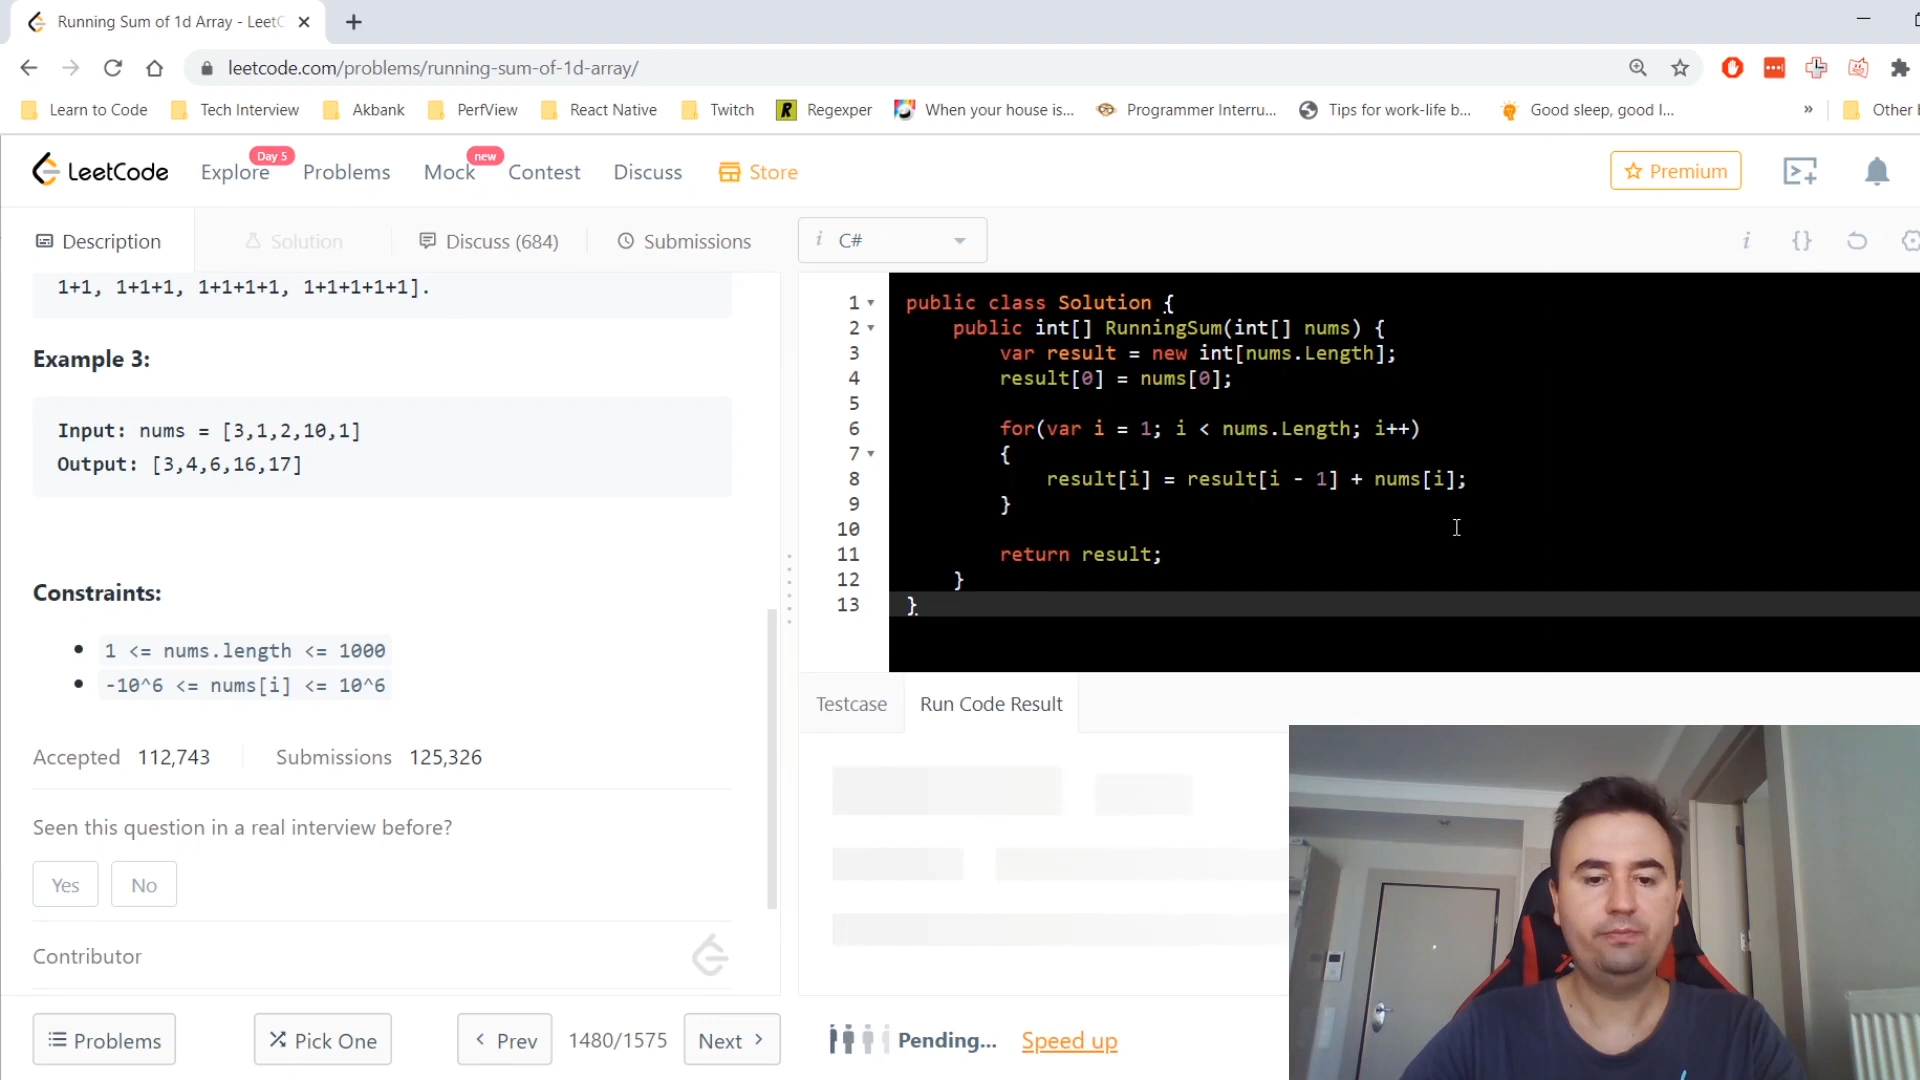 Running Sum of 1d Array - LeetC
leetcode.com/problems/running-sum-of-1d-array/
Learn to Code Tech Interview Akbank PerfView React Native Twitch R Regexper When your house is... Programmer Interru... Tips for work-life b... Good sleep, good l... » Other
LeetCode Explore Day 5 Problems Mock new Contest Discuss Store Premium
Description Solution Discuss (684) Submissions i C# i {}
1+1, 1+1+1, 1+1+1+1, 1+1+1+1+1].
Example 3:
Input: nums = [3,1,2,10,1]
Output: [3,4,6,16,17]
Constraints:
1 <= nums.length <= 1000
-10^6 <= nums[i] <= 10^6
Accepted 112,743 Submissions 125,326
Seen this question in a real interview before?
Yes No
Contributor
Problems Pick One Prev 1480/1575 Next
1 public class Solution {
2 public int[] RunningSum(int[] nums) {
3 var result = new int[nums.Length];
4 result[0] = nums[0];
5
6 for(var i = 1; i < nums.Length; i++)
7 {
8 result[i] = result[i - 1] + nums[i];
9 }
10
11 return result;
12 }
13 }
Testcase Run Code Result
Pending... Speed up